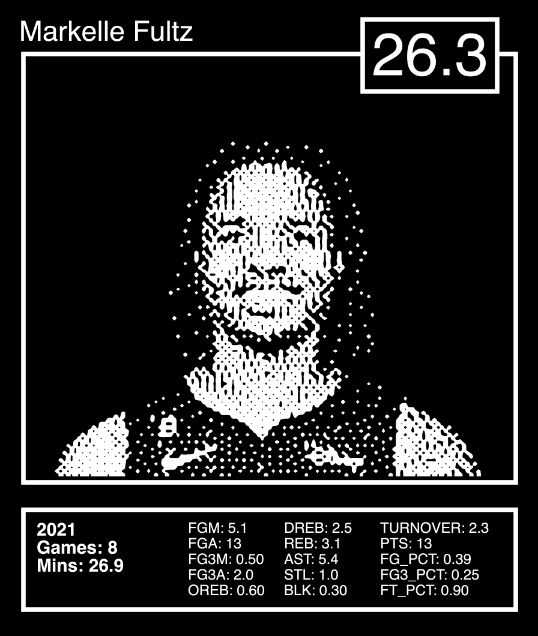 Markelle Fultz
26.3
2021
Games: 8
Mins: 26.9
FGM: 5.1
FGA: 13
FG3M: 0.50
FG3A: 2.0
OREB: 0.60
DREB: 2.5
REB: 3.1
AST: 5.4
STL: 1.0
BLK: 0.30
TURNOVER: 2.3
PTS: 13
FG_PCT: 0.39
FG3_PCT: 0.25
FT_PCT: 0.90